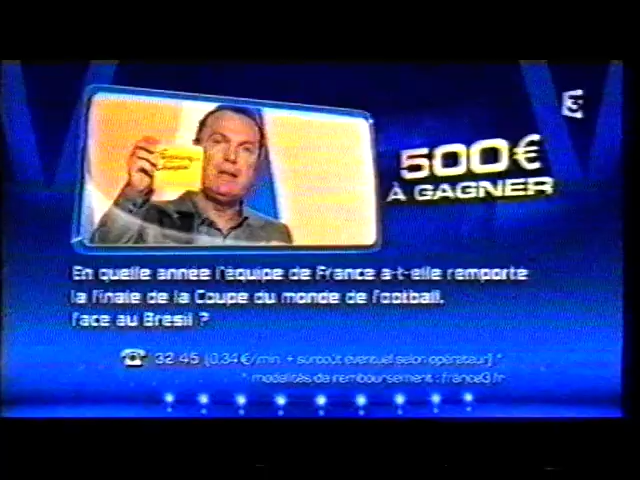 3
500€
À GAGNER
En quelle année l'équipe de France a-t-elle remporté
la finale de la Coupe du monde de football,
face au Brésil ?
32 45 (0,34 €/min. + surcoût éventuel selon opérateur) *
* modalités de remboursement : france3.fr